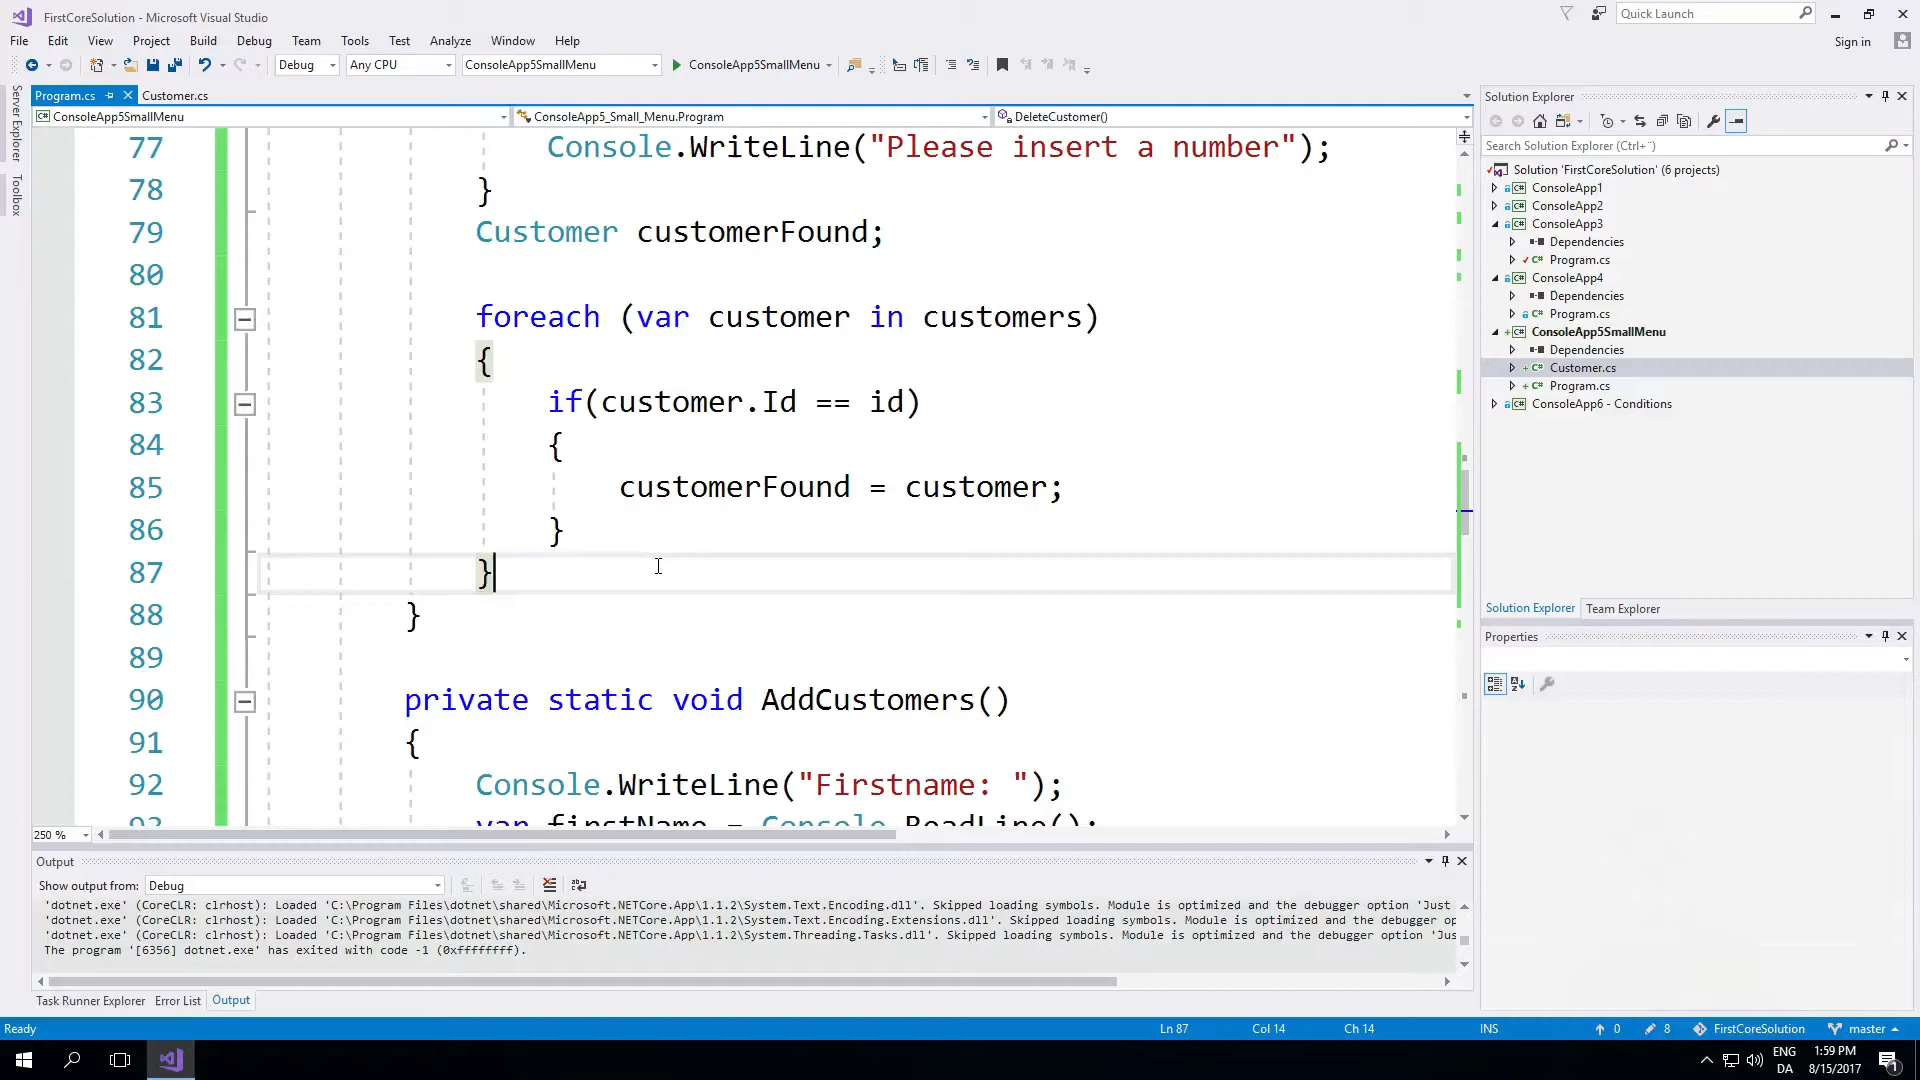 FirstCoreSolution - Microsoft Visual Studio
Quick Launch
File Edit View Project Build Debug Team Tools Test Analyze Window Help
Sign in
Debug Any CPU ConsoleApp5SmallMenu ConsoleApp5SmallMenu
Server Explorer
Toolbox
Program.cs Customer.cs
ConsoleApp5SmallMenu ConsoleApp5_Small_Menu.Program DeleteCustomer()
77 Console.WriteLine("Please insert a number");
78 }
79 Customer customerFound;
80
81 foreach (var customer in customers)
82 {
83 if(customer.Id == id)
84 {
85 customerFound = customer;
86 }
87 }
88 }
89
90 private static void AddCustomers()
91 {
92 Console.WriteLine("Firstname: ");
93 var firstName = Console.ReadLine();
250 %
Output
Show output from: Debug
'dotnet.exe' (CoreCLR: clrhost): Loaded 'C:\Program Files\dotnet\shared\Microsoft.NETCore.App\1.1.2\System.Text.Encoding.dll'. Skipped loading symbols. Module is optimized and the debugger option 'Just
'dotnet.exe' (CoreCLR: clrhost): Loaded 'C:\Program Files\dotnet\shared\Microsoft.NETCore.App\1.1.2\System.Text.Encoding.Extensions.dll'. Skipped loading symbols. Module is optimized and the debugger op
'dotnet.exe' (CoreCLR: clrhost): Loaded 'C:\Program Files\dotnet\shared\Microsoft.NETCore.App\1.1.2\System.Threading.Tasks.dll'. Skipped loading symbols. Module is optimized and the debugger option 'Jus
The program '[6356] dotnet.exe' has exited with code -1 (0xffffffff).
Task Runner Explorer Error List Output
Solution Explorer
Search Solution Explorer (Ctrl+¨)
Solution 'FirstCoreSolution' (6 projects)
ConsoleApp1
ConsoleApp2
ConsoleApp3
Dependencies
Program.cs
ConsoleApp4
Dependencies
Program.cs
ConsoleApp5SmallMenu
Dependencies
Customer.cs
Program.cs
ConsoleApp6 - Conditions
Solution Explorer Team Explorer
Properties
Ready Ln 87 Col 14 Ch 14 INS 0 8 FirstCoreSolution master
ENG
DA
1:59 PM
8/15/2017
1